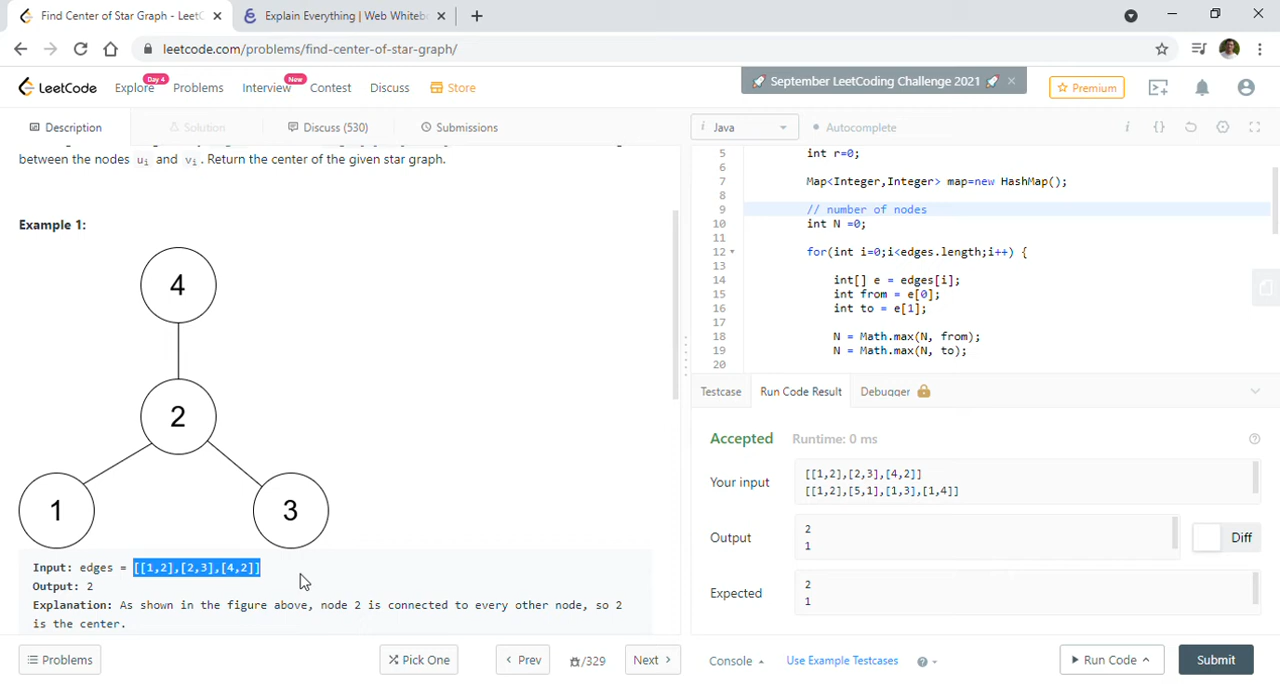 Find Center of Star Graph - LeetC
Explain Everything | Web Whiteb
leetcode.com/problems/find-center-of-star-graph/
LeetCode
Explore
Day 4
Problems
Interview
New
Contest
Discuss
Store
September LeetCoding Challenge 2021
Premium
Description
Solution
Discuss (530)
Submissions
i Java
Autocomplete
between the nodes ui and vi. Return the center of the given star graph.
Example 1:
4
2
1
3
Input: edges = [[1,2],[2,3],[4,2]]
Output: 2
Explanation: As shown in the figure above, node 2 is connected to every other node, so 2
is the center.
5 int r=0;
6
7 Map<Integer,Integer> map=new HashMap();
8
9 // number of nodes
10 int N =0;
11
12 for(int i=0;i<edges.length;i++) {
13
14 int[] e = edges[i];
15 int from = e[0];
16 int to = e[1];
17
18 N = Math.max(N, from);
19 N = Math.max(N, to);
20
Testcase
Run Code Result
Debugger
Accepted
Runtime: 0 ms
Your input
[[1,2],[2,3],[4,2]]
[[1,2],[5,1],[1,3],[1,4]]
Output
2
1
Diff
Expected
2
1
Problems
Pick One
Prev
/329
Next
Console
Use Example Testcases
Run Code
Submit